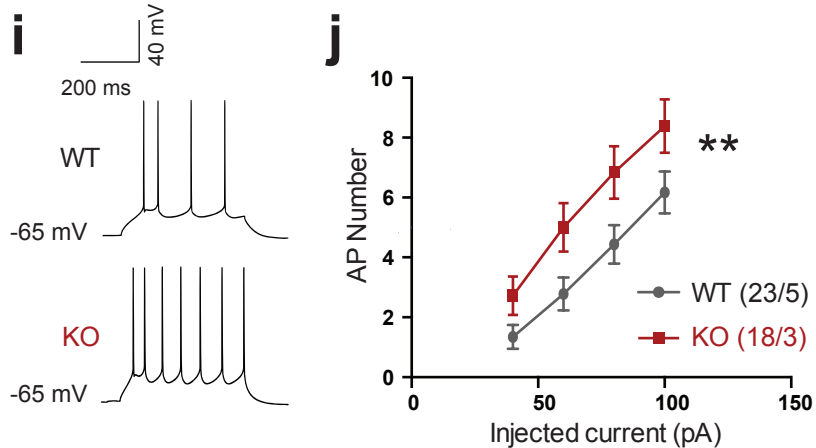 i
40 mV
200 ms
WT
-65 mV
KO
-65 mV
j
10
8
6
4
2
0
AP Number
**
WT (23/5)
KO (18/3)
0
50
100
150
Injected current (pA)